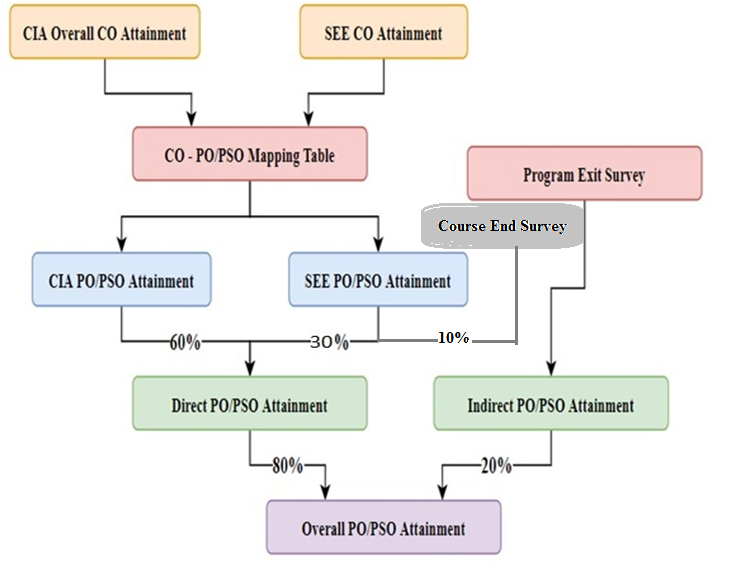 CIA Overall CO Attainment
SEE CO Attainment
CO - PO/PSO Mapping Table
Program Exit Survey
Course End Survey
CIA PO/PSO Attainment
SEE PO/PSO Attainment
60%
30%
10%
Direct PO/PSO Attainment
Indirect PO/PSO Attainment
80%
20%
Overall PO/PSO Attainment